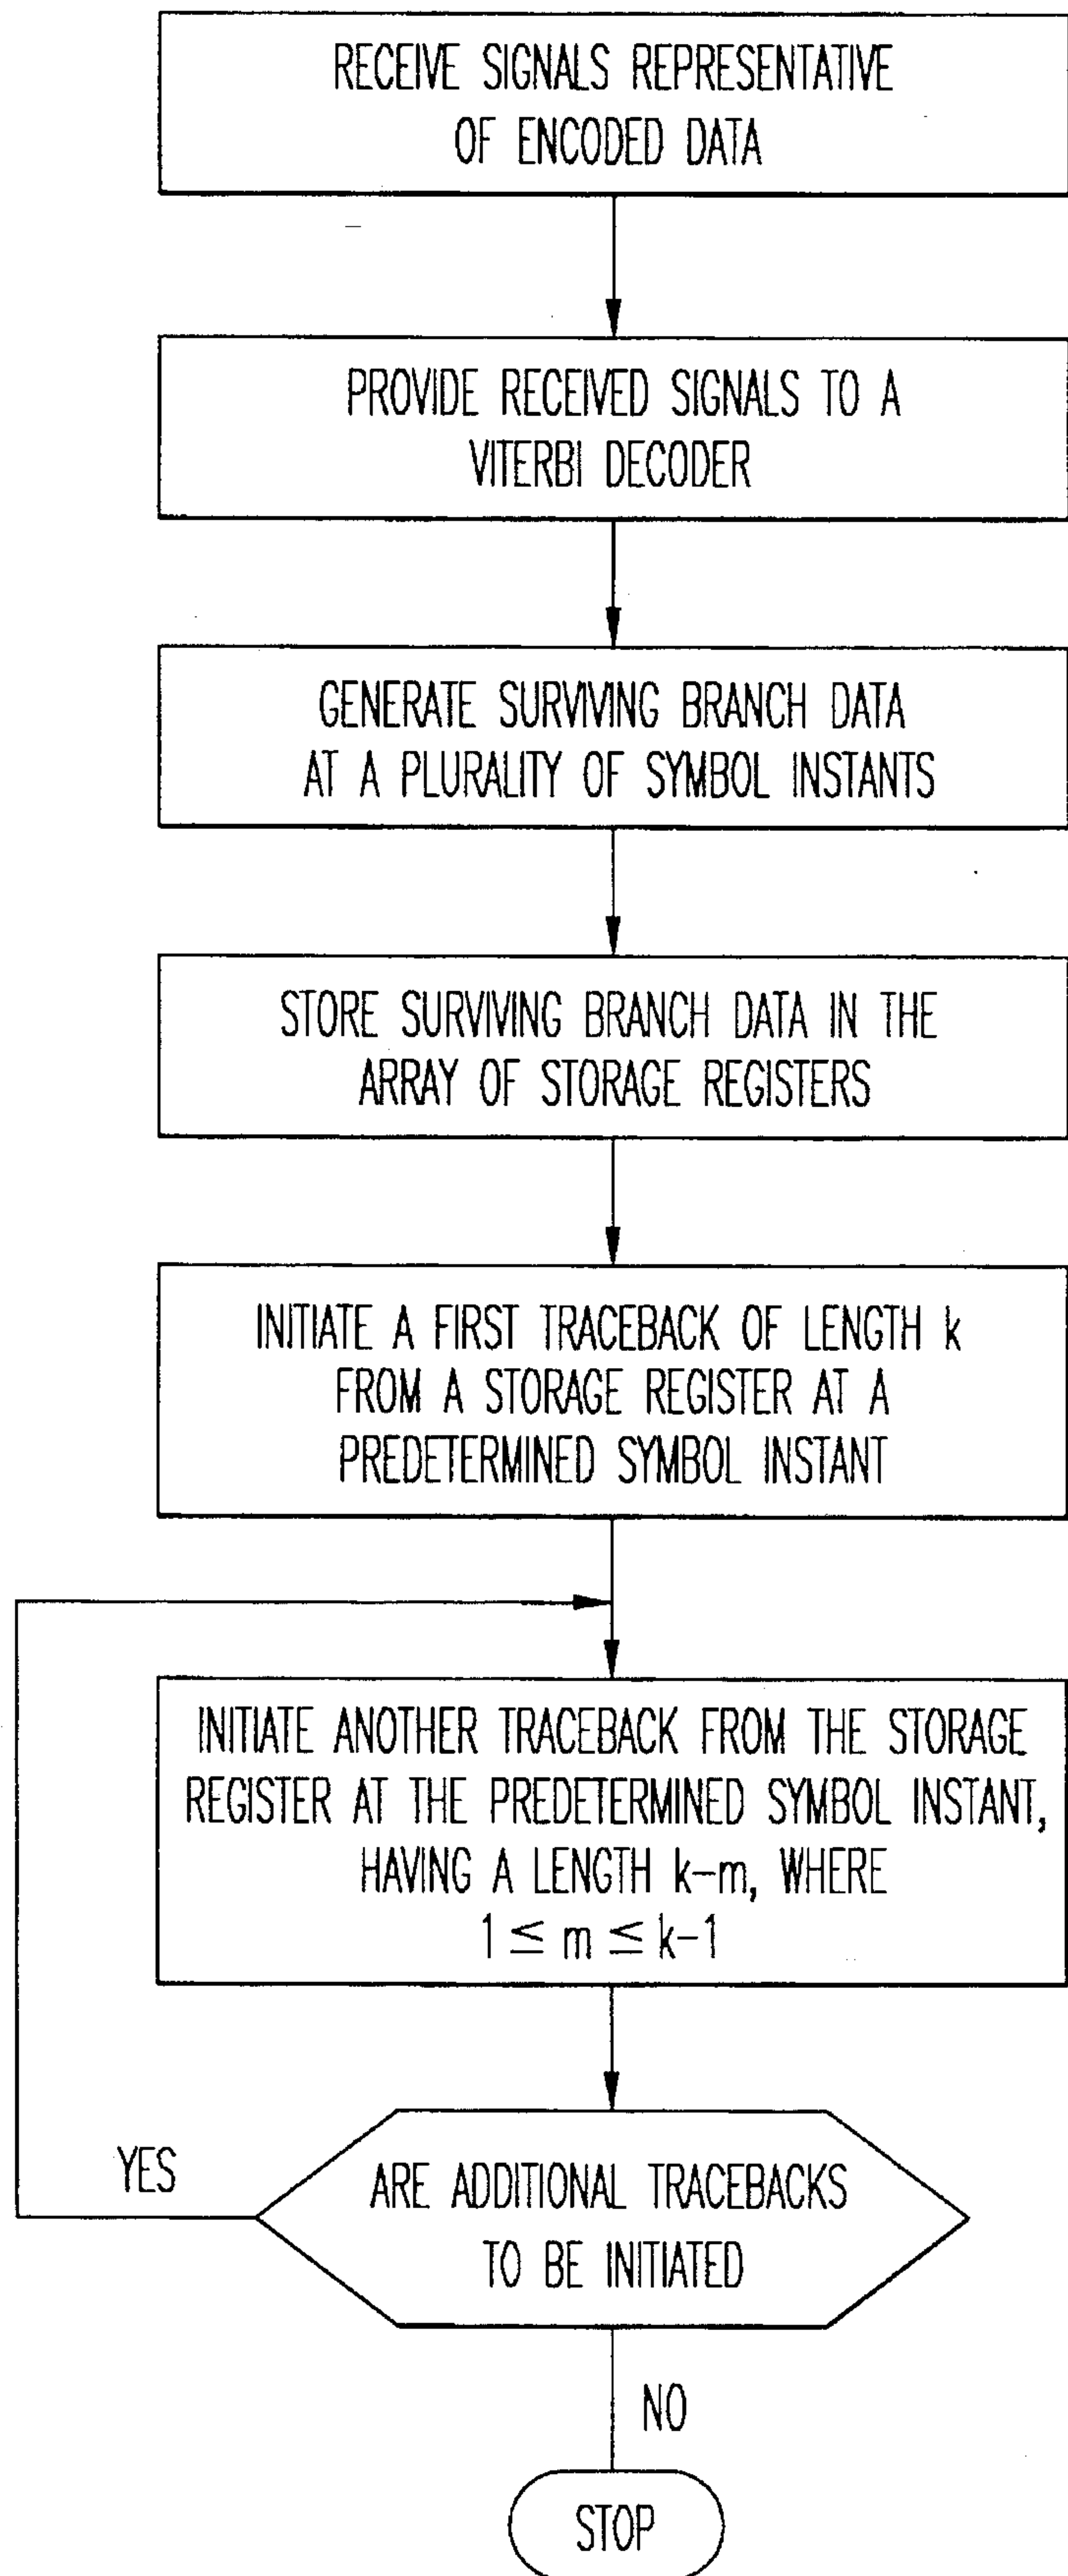 RECEIVE SIGNALS REPRESENTATIVE
OF ENCODED DATA
PROVIDE RECEIVED SIGNALS TO A
VITERBI DECODER
GENERATE SURVIVING BRANCH DATA
AT A PLURALITY OF SYMBOL INSTANTS
STORE SURVIVING BRANCH DATA IN THE
ARRAY OF STORAGE REGISTERS
INITIATE A FIRST TRACEBACK OF LENGTH k
FROM A STORAGE REGISTER AT A
PREDETERMINED SYMBOL INSTANT
INITIATE ANOTHER TRACEBACK FROM THE STORAGE
REGISTER AT THE PREDETERMINED SYMBOL INSTANT,
HAVING A LENGTH k-m, WHERE
1 ≤ m ≤ k-1
YES
ARE ADDITIONAL TRACEBACKS
TO BE INITIATED
NO
STOP